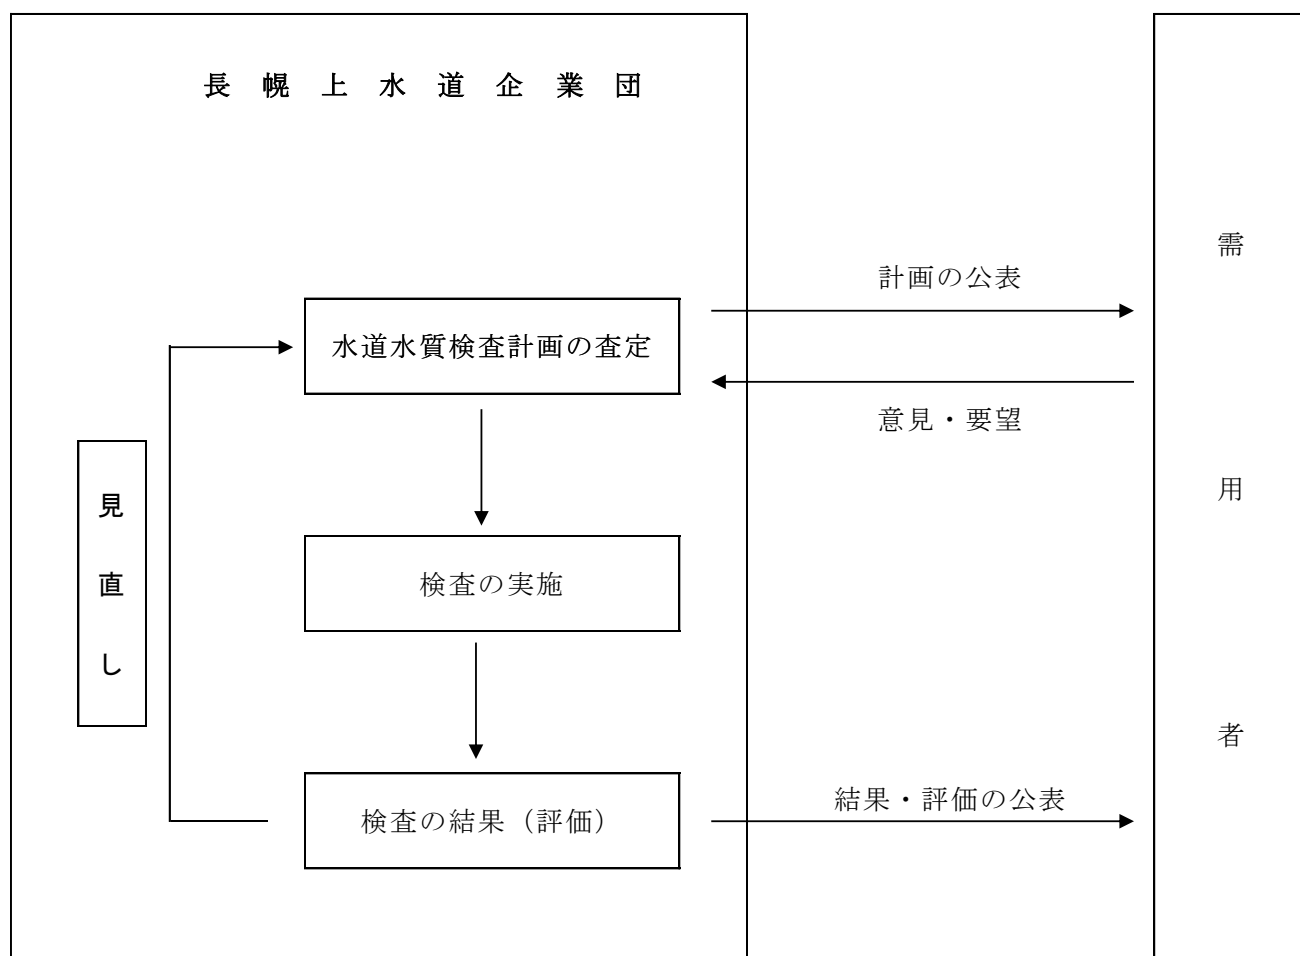 長幌上水道企業団
計画の公表
水道水質検査計画の査定
意見・要望
見直し
検査の実施
検査の結果（評価）
結果・評価の公表
需用者